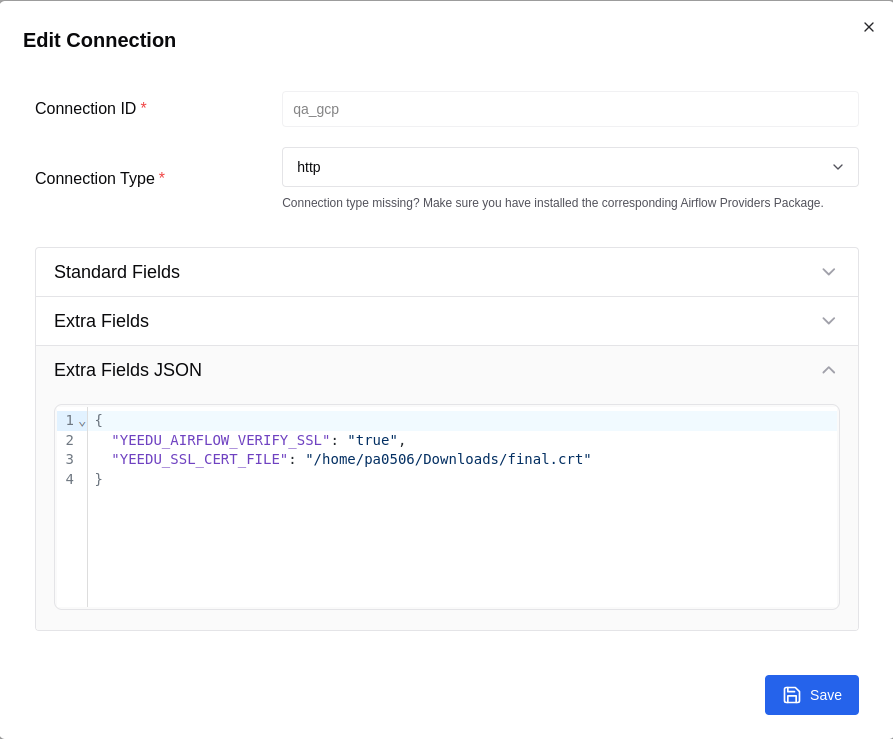 Edit Connection
Connection ID *
qa_gcp
Connection Type *
http
Connection type missing? Make sure you have installed the corresponding Airflow Providers Package.
Standard Fields
Extra Fields
Extra Fields JSON
1 {
2 "YEEDU_AIRFLOW_VERIFY_SSL": "true",
3 "YEEDU_SSL_CERT_FILE": "/home/pa0506/Downloads/final.crt"
4 }
Save